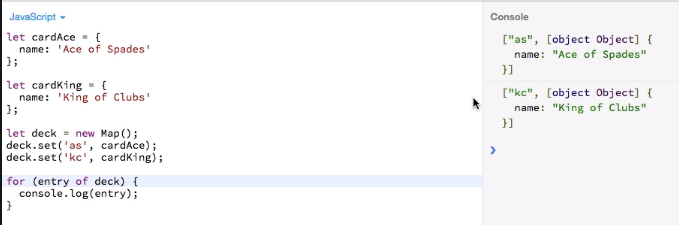 JavaScript
let cardAce = {
  name: 'Ace of Spades'
};
let cardKing = {
  name: 'King of Clubs'
};
let deck = new Map();
deck.set('as', cardAce);
deck.set('kc', cardKing);
for (entry of deck) {
  console.log(entry);
}
Console
["as", [object Object] {
  name: "Ace of Spades"
}]
["kc", [object Object] {
  name: "King of Clubs"
}]